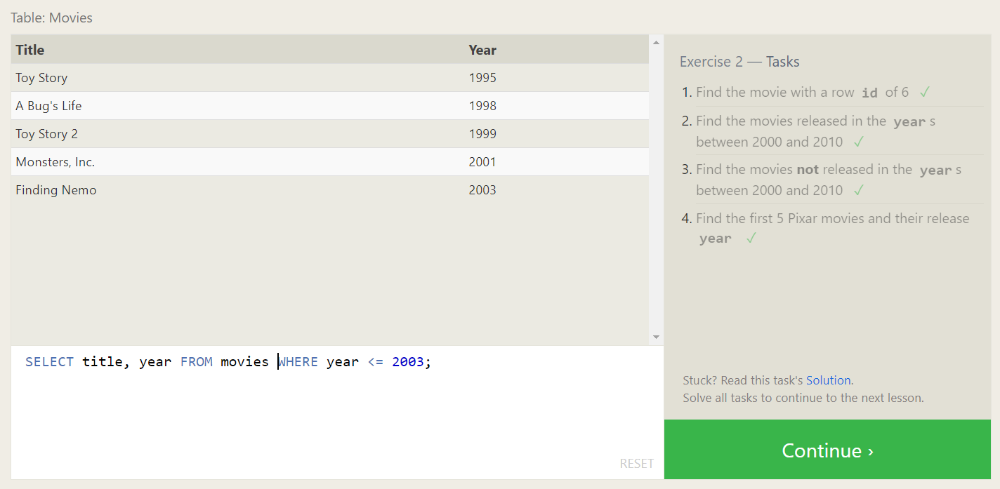 Table: Movies
Title Year
Toy Story 1995
A Bug's Life 1998
Toy Story 2 1999
Monsters, Inc. 2001
Finding Nemo 2003
SELECT title, year FROM movies WHERE year <= 2003;
RESET
Exercise 2 — Tasks
1. Find the movie with a row id of 6 ✓
2. Find the movies released in the year s
between 2000 and 2010 ✓
3. Find the movies not released in the year s
between 2000 and 2010 ✓
4. Find the first 5 Pixar movies and their release
year ✓
Stuck? Read this task's Solution.
Solve all tasks to continue to the next lesson.
Continue ›